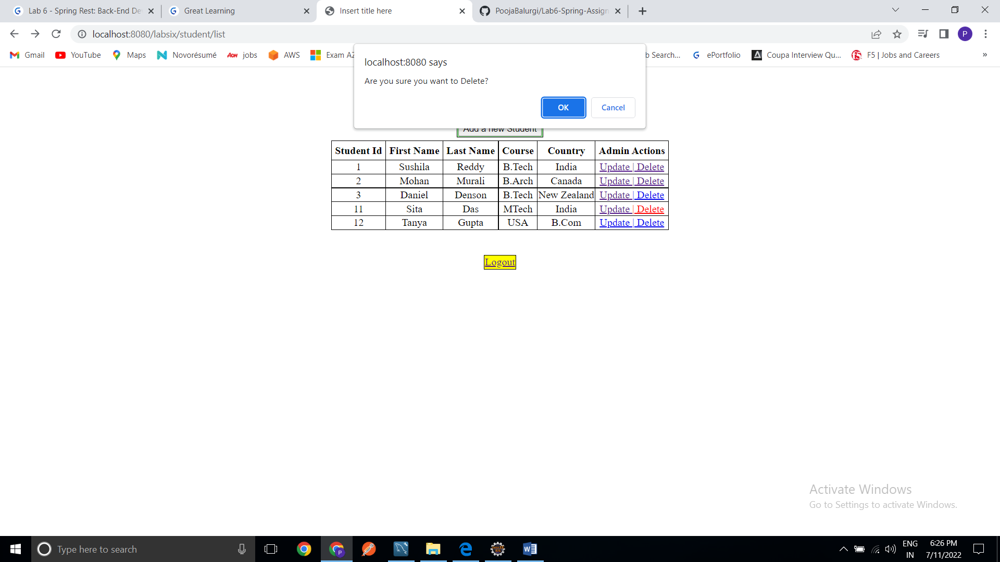 Lab 6 - Spring Rest: Back-End De
Great Learning
Insert title here
PoojaBalurgi/Lab6-Spring-Assign
localhost:8080/labsix/student/list
P
Gmail
YouTube
Maps
Novorésumé
AON jobs
AWS
Exam AZ
b Search...
ePortfolio
Coupa Interview Qu...
F5 | Jobs and Careers
»
localhost:8080 says
Are you sure you want to Delete?
OK Cancel
Add a new Student
Student Id First Name Last Name Course Country Admin Actions
1 Sushila Reddy B.Tech India Update | Delete
2 Mohan Murali B.Arch Canada Update | Delete
3 Daniel Denson B.Tech New Zealand Update | Delete
11 Sita Das MTech India Update | Delete
12 Tanya Gupta USA B.Com Update | Delete
Logout
Activate Windows
Go to Settings to activate Windows.
Type here to search
ENG
IN
6:26 PM
7/11/2022